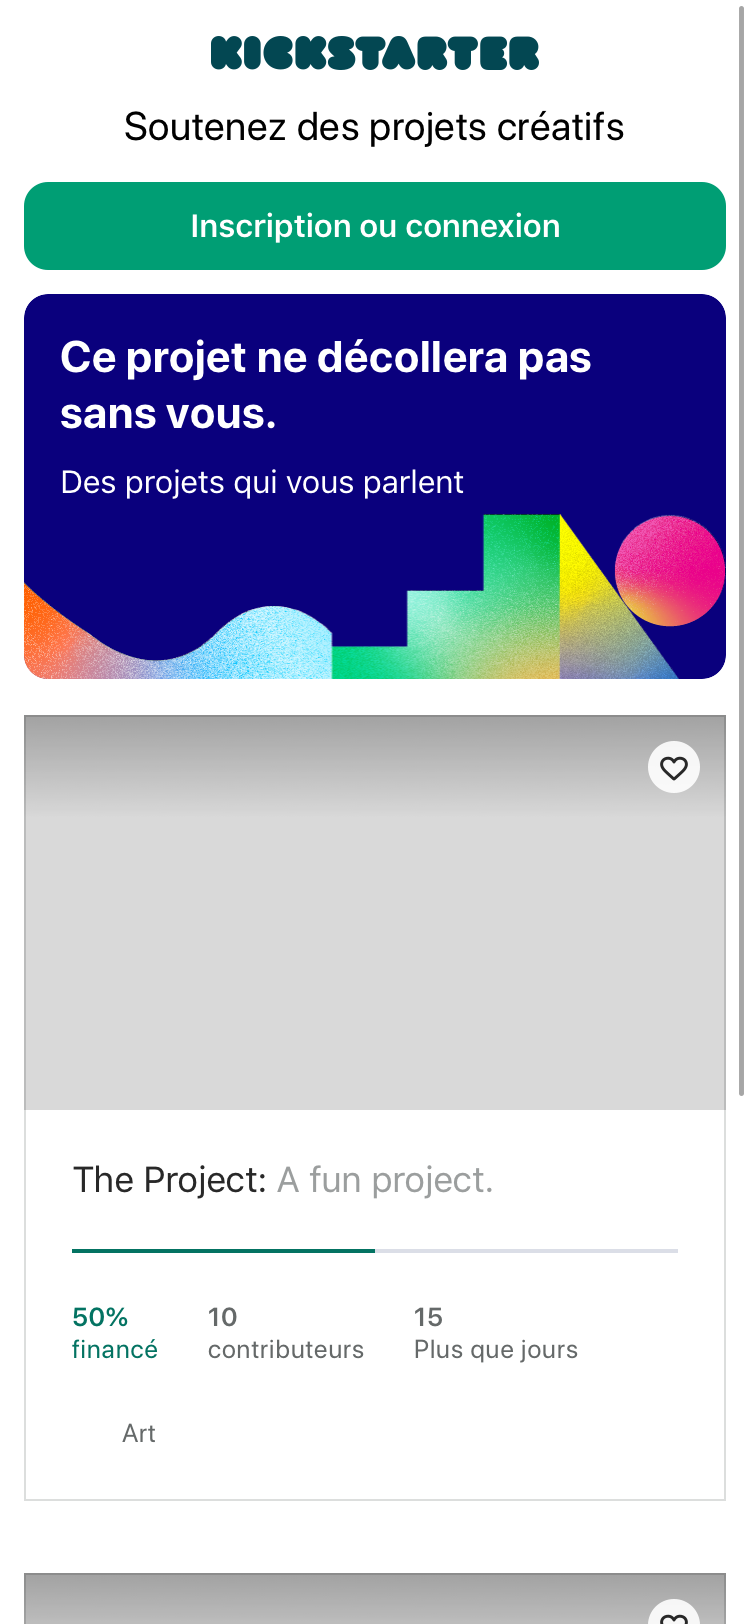 KICKSTARTER
Soutenez des projets créatifs
Inscription ou connexion
Ce projet ne décollera pas
sans vous.
Des projets qui vous parlent
The Project: A fun project.
50% 10 15
financé contributeurs Plus que jours
Art